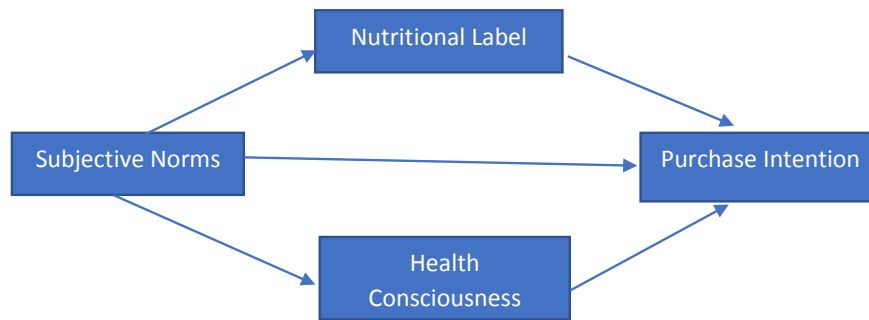 Nutritional Label
Subjective Norms
Purchase Intention
Health
Consciousness